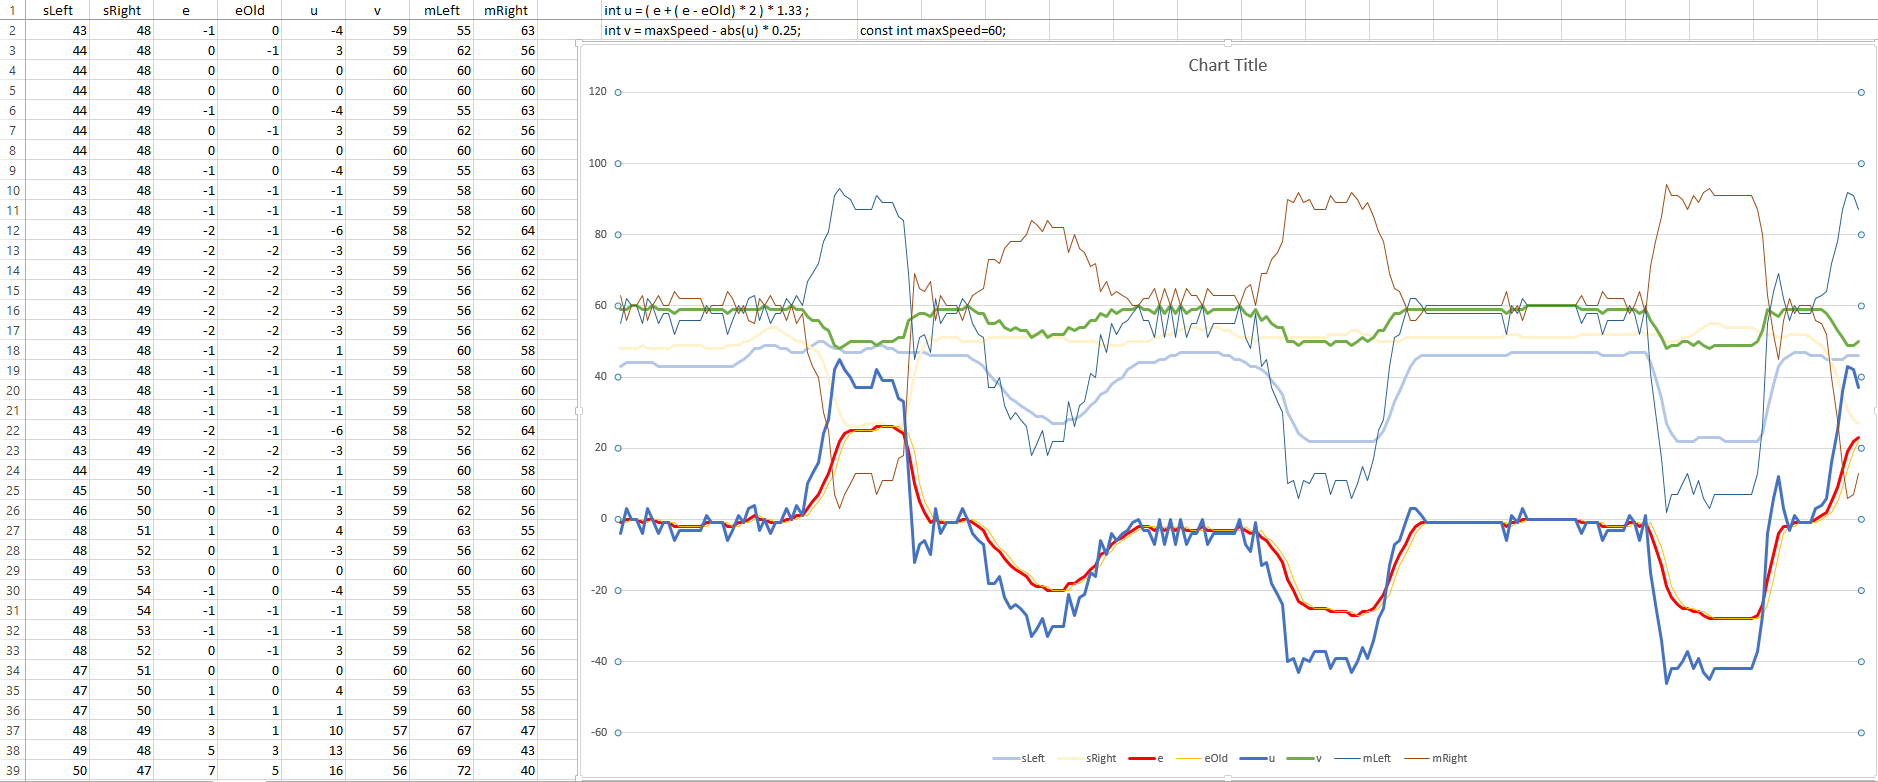 1 sLeft sRight e eOld u v mLeft mRight int u = ( e + ( e - eOld) * 2 ) * 1.33 ;
2 43 48 -1 0 -4 59 55 63 int v = maxSpeed - abs(u) * 0.25; const int maxSpeed=60;
3 44 48 0 -1 3 59 62 56
4 44 48 0 0 0 60 60 60
5 44 48 0 0 0 60 60 60
6 44 49 -1 0 -4 59 55 63
7 44 48 0 -1 3 59 62 56
8 44 48 0 0 0 60 60 60
9 43 48 -1 0 -4 59 55 63
10 43 48 -1 -1 -1 59 58 60
11 43 48 -1 -1 -1 59 58 60
12 43 49 -2 -1 -6 58 52 64
13 43 49 -2 -2 -3 59 56 62
14 43 49 -2 -2 -3 59 56 62
15 43 49 -2 -2 -3 59 56 62
16 43 49 -2 -2 -3 59 56 62
17 43 49 -2 -2 -3 59 56 62
18 43 48 -1 -2 1 59 60 58
19 43 48 -1 -1 -1 59 58 60
20 43 48 -1 -1 -1 59 58 60
21 43 48 -1 -1 -1 59 58 60
22 43 49 -2 -1 -6 58 52 64
23 43 49 -2 -2 -3 59 56 62
24 44 49 -1 -2 1 59 60 58
25 45 50 -1 -1 -1 59 58 60
26 46 50 0 -1 3 59 62 56
27 48 51 1 0 4 59 63 55
28 48 52 0 1 -3 59 56 62
29 49 53 0 0 0 60 60 60
30 49 54 -1 0 -4 59 55 63
31 49 54 -1 -1 -1 59 58 60
32 48 53 -1 -1 -1 59 58 60
33 48 52 0 -1 3 59 62 56
34 47 51 0 0 0 60 60 60
35 47 50 1 0 4 59 63 55
36 47 50 1 1 1 59 60 58
37 48 49 3 1 10 57 67 47
38 49 48 5 3 13 56 69 43
39 50 47 7 5 16 56 72 40
Chart Title
120
100
80
60
40
20
0
-20
-40
-60
sLeft sRight e eOld u v mLeft mRight